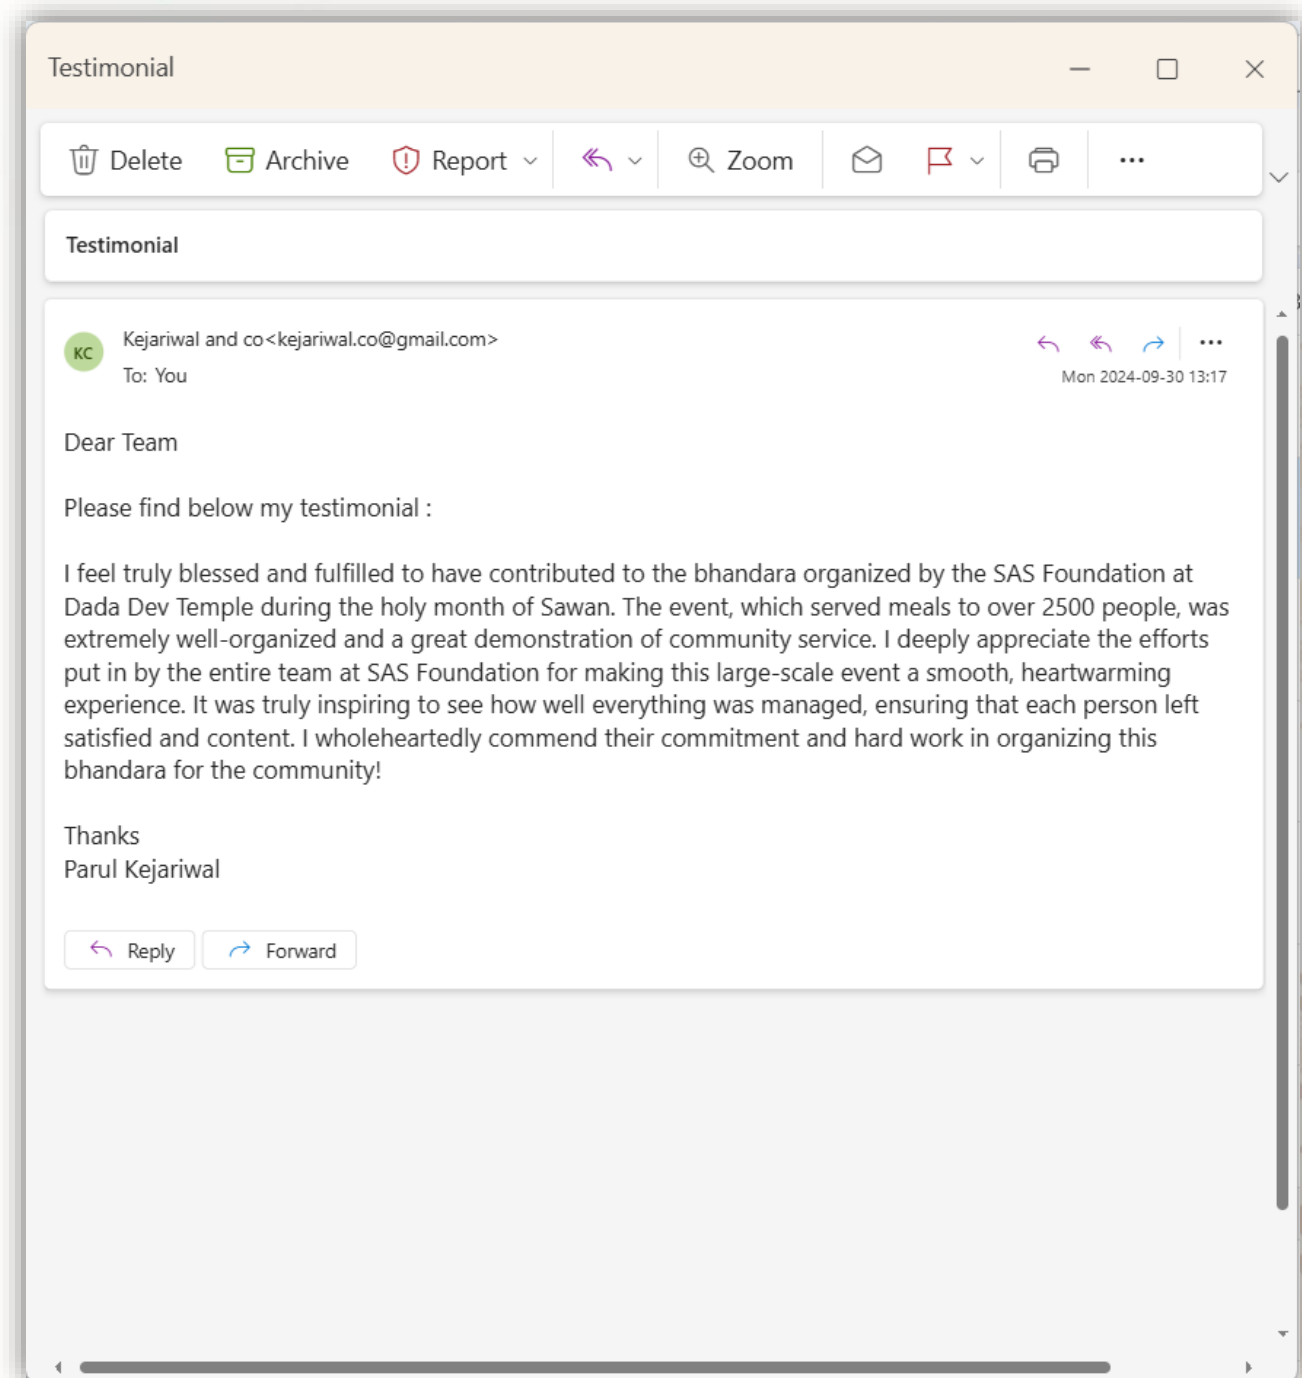 Testimonial
Delete Archive Report Zoom
Testimonial
KC
Kejariwal and co<kejariwal.co@gmail.com>
To: You
Mon 2024-09-30 13:17
Dear Team
Please find below my testimonial :
I feel truly blessed and fulfilled to have contributed to the bhandara organized by the SAS Foundation at
Dada Dev Temple during the holy month of Sawan. The event, which served meals to over 2500 people, was
extremely well-organized and a great demonstration of community service. I deeply appreciate the efforts
put in by the entire team at SAS Foundation for making this large-scale event a smooth, heartwarming
experience. It was truly inspiring to see how well everything was managed, ensuring that each person left
satisfied and content. I wholeheartedly commend their commitment and hard work in organizing this
bhandara for the community!
Thanks
Parul Kejariwal
Reply Forward